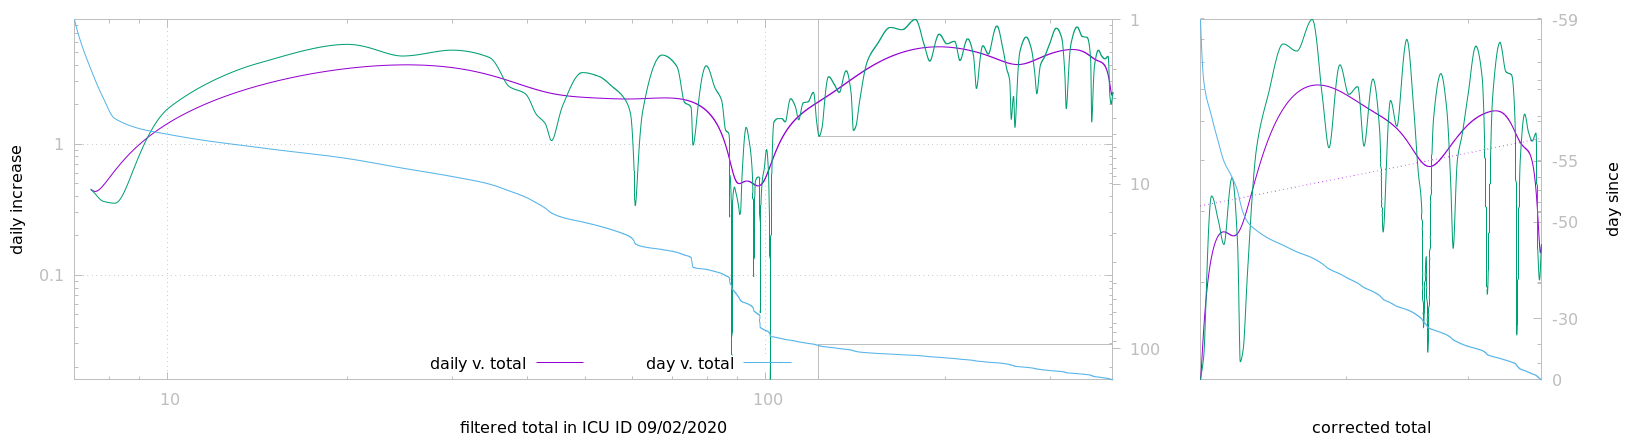 daily increase
1
0.1
10
100
1
10
100
daily v. total
day v. total
filtered total in ICU ID 09/02/2020
-59
-55
-50
-30
0
day since
corrected total